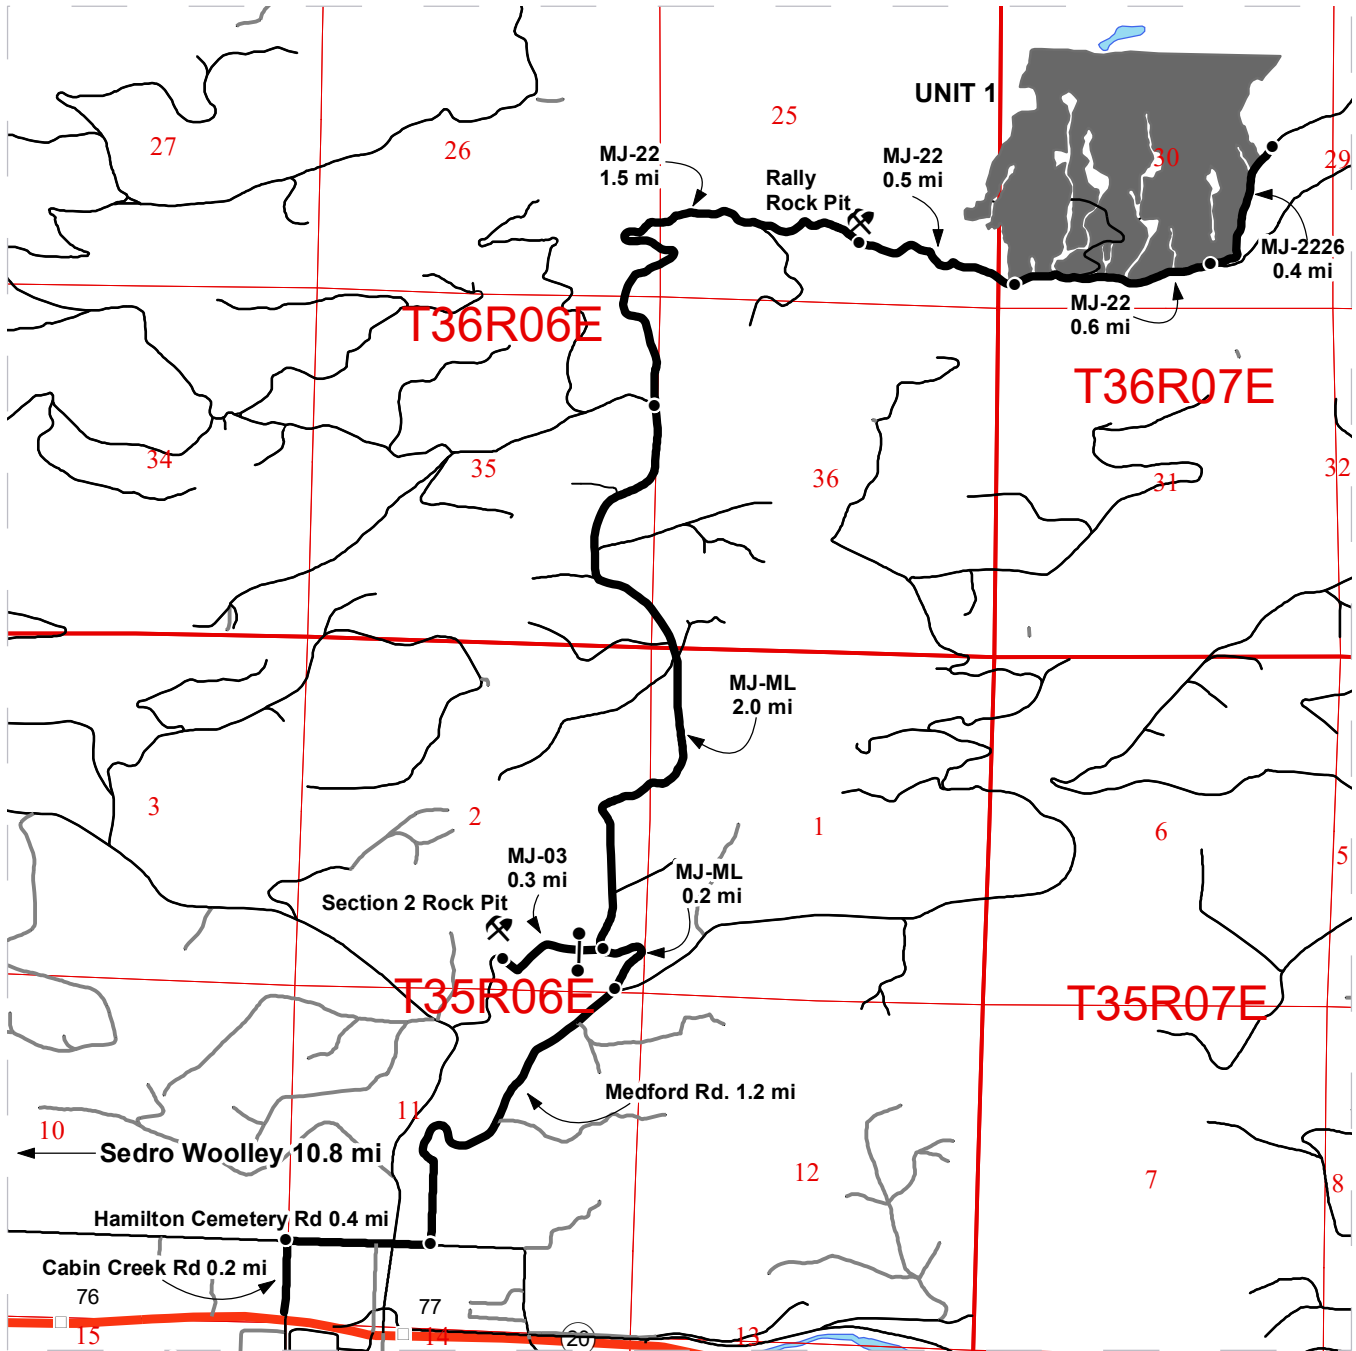 UNIT 1
25
27
26
MJ-22
1.5 mi
MJ-22
0.5 mi
30
29
Rally
Rock Pit
MJ-2226
0.4 mi
MJ-22
0.6 mi
T36R06E
T36R07E
34
35
36
31
32
MJ-ML
2.0 mi
3
2
1
6
5
MJ-03
0.3 mi
MJ-ML
0.2 mi
Section 2 Rock Pit
T35R06E
T35R07E
Medford Rd. 1.2 mi
11
10
Sedro Woolley 10.8 mi
12
7
8
Hamilton Cemetery Rd 0.4 mi
Cabin Creek Rd 0.2 mi
76
77
15
14
20
13